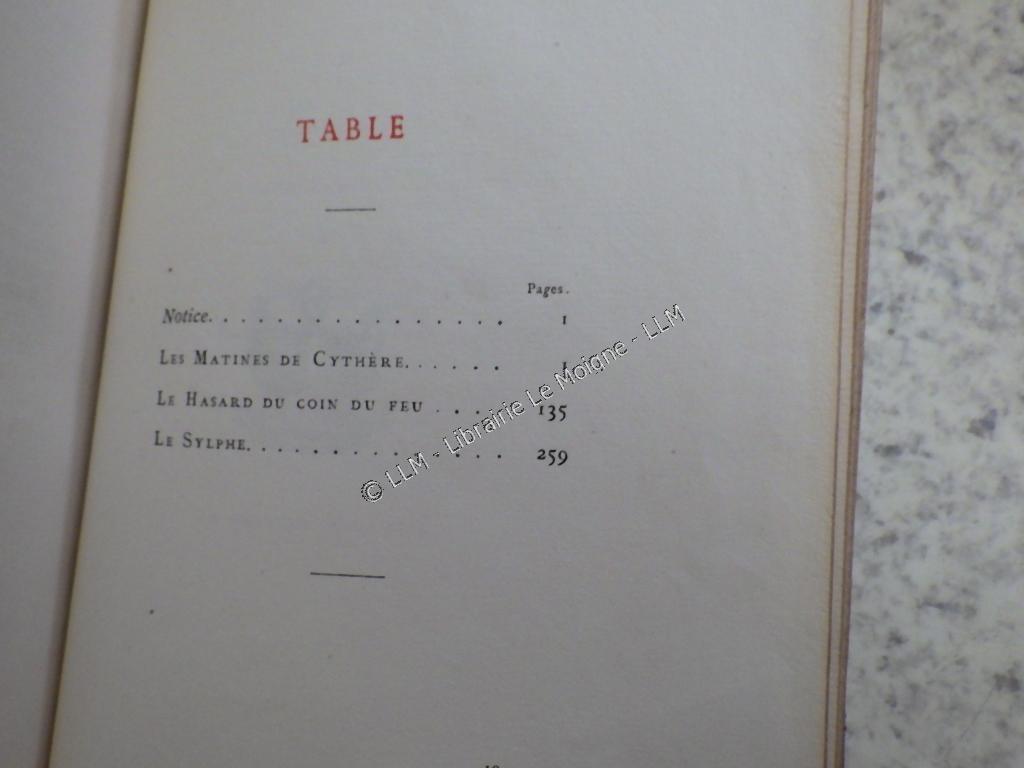 TABLE
Pages.
Notice. . . . . . . . . . . . . . . . . I
LES MATINES DE CYTHÈRE. . . . . . 1
LE HASARD DU COIN DU FEU . . . . 135
LE SYLPHE. . . . . . . . . . . . . . 259
© LLM - Librairie Le Moigne - LLM